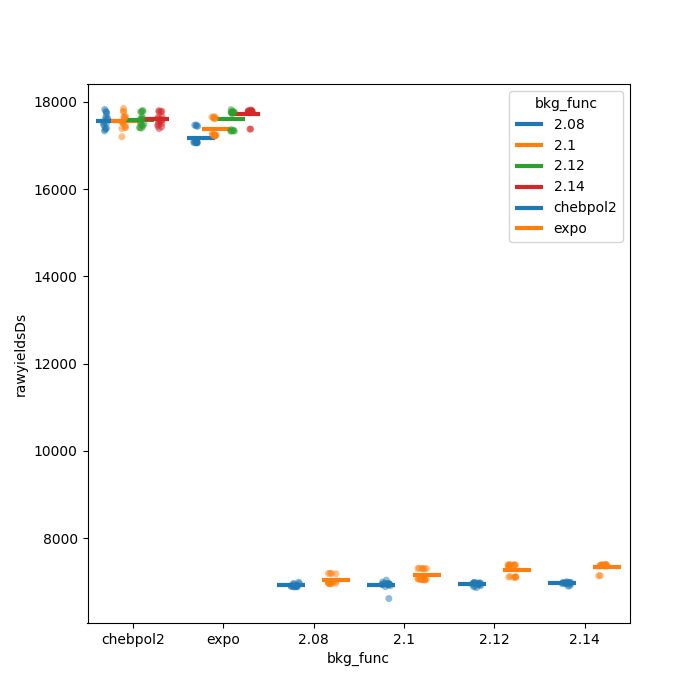 bkg_func
2.08
2.1
2.12
2.14
chebpol2
expo
18000
16000
14000
12000
10000
8000
rawyieldsDs
chebpol2 expo 2.08 2.1 2.12 2.14
bkg_func